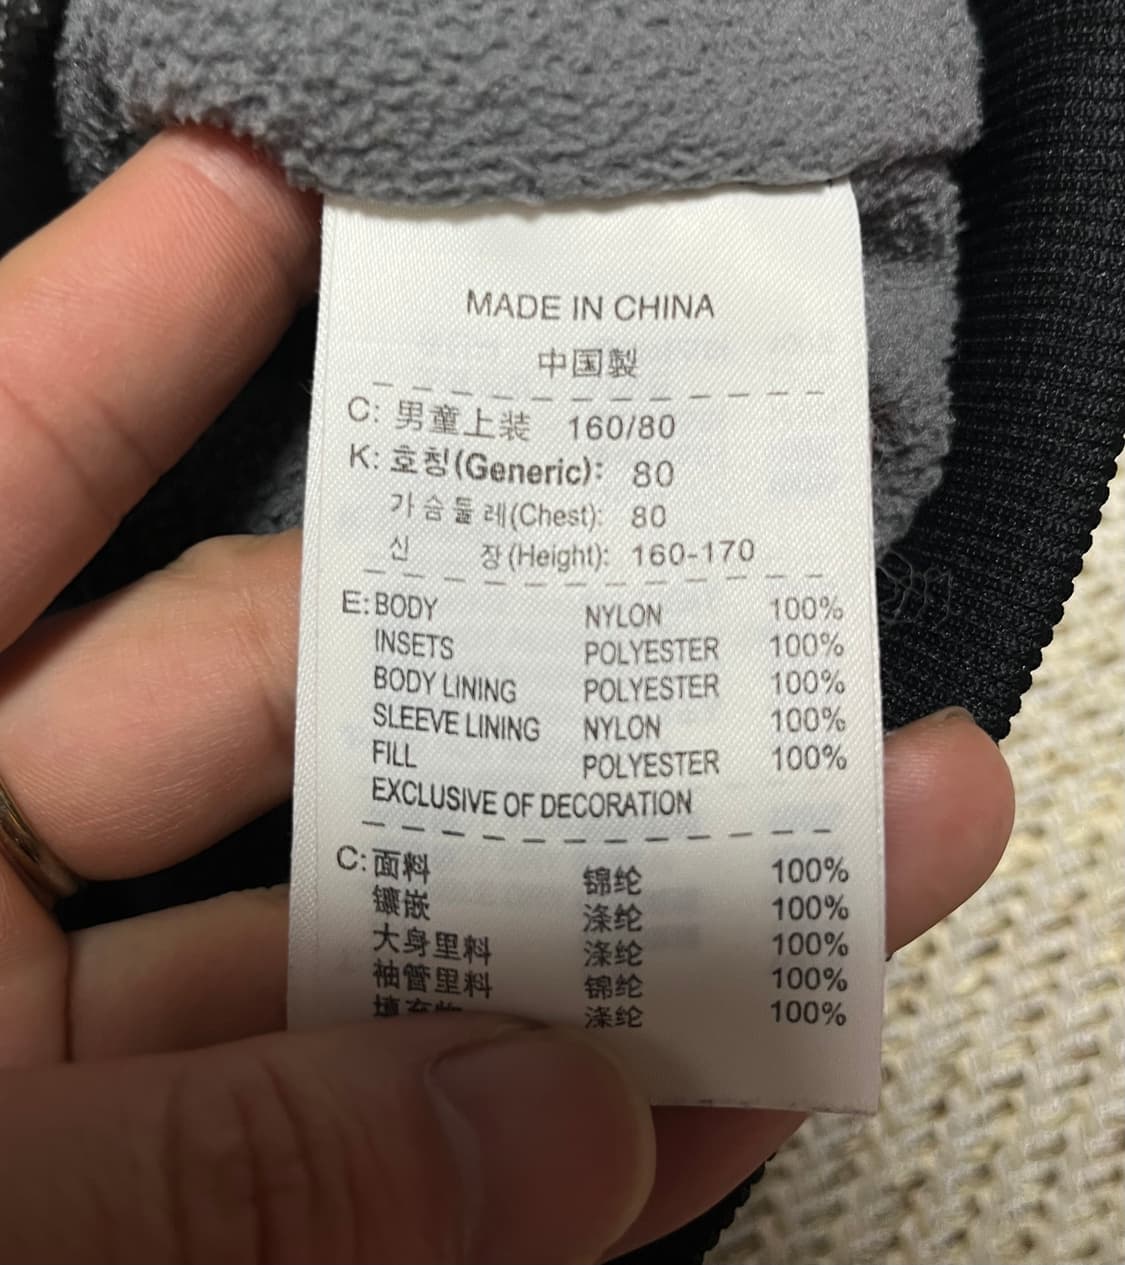 MADE IN CHINA
中国製
C: 男童上装 160/80
K: 호칭(Generic): 80
가슴둘레(Chest): 80
신 장(Height): 160-170
E: BODY NYLON 100%
INSETS POLYESTER 100%
BODY LINING POLYESTER 100%
SLEEVE LINING NYLON 100%
FILL POLYESTER 100%
EXCLUSIVE OF DECORATION
C: 面料 锦纶 100%
镶嵌 涤纶 100%
大身里料 涤纶 100%
袖管里料 锦纶 100%
填充物 涤纶 100%